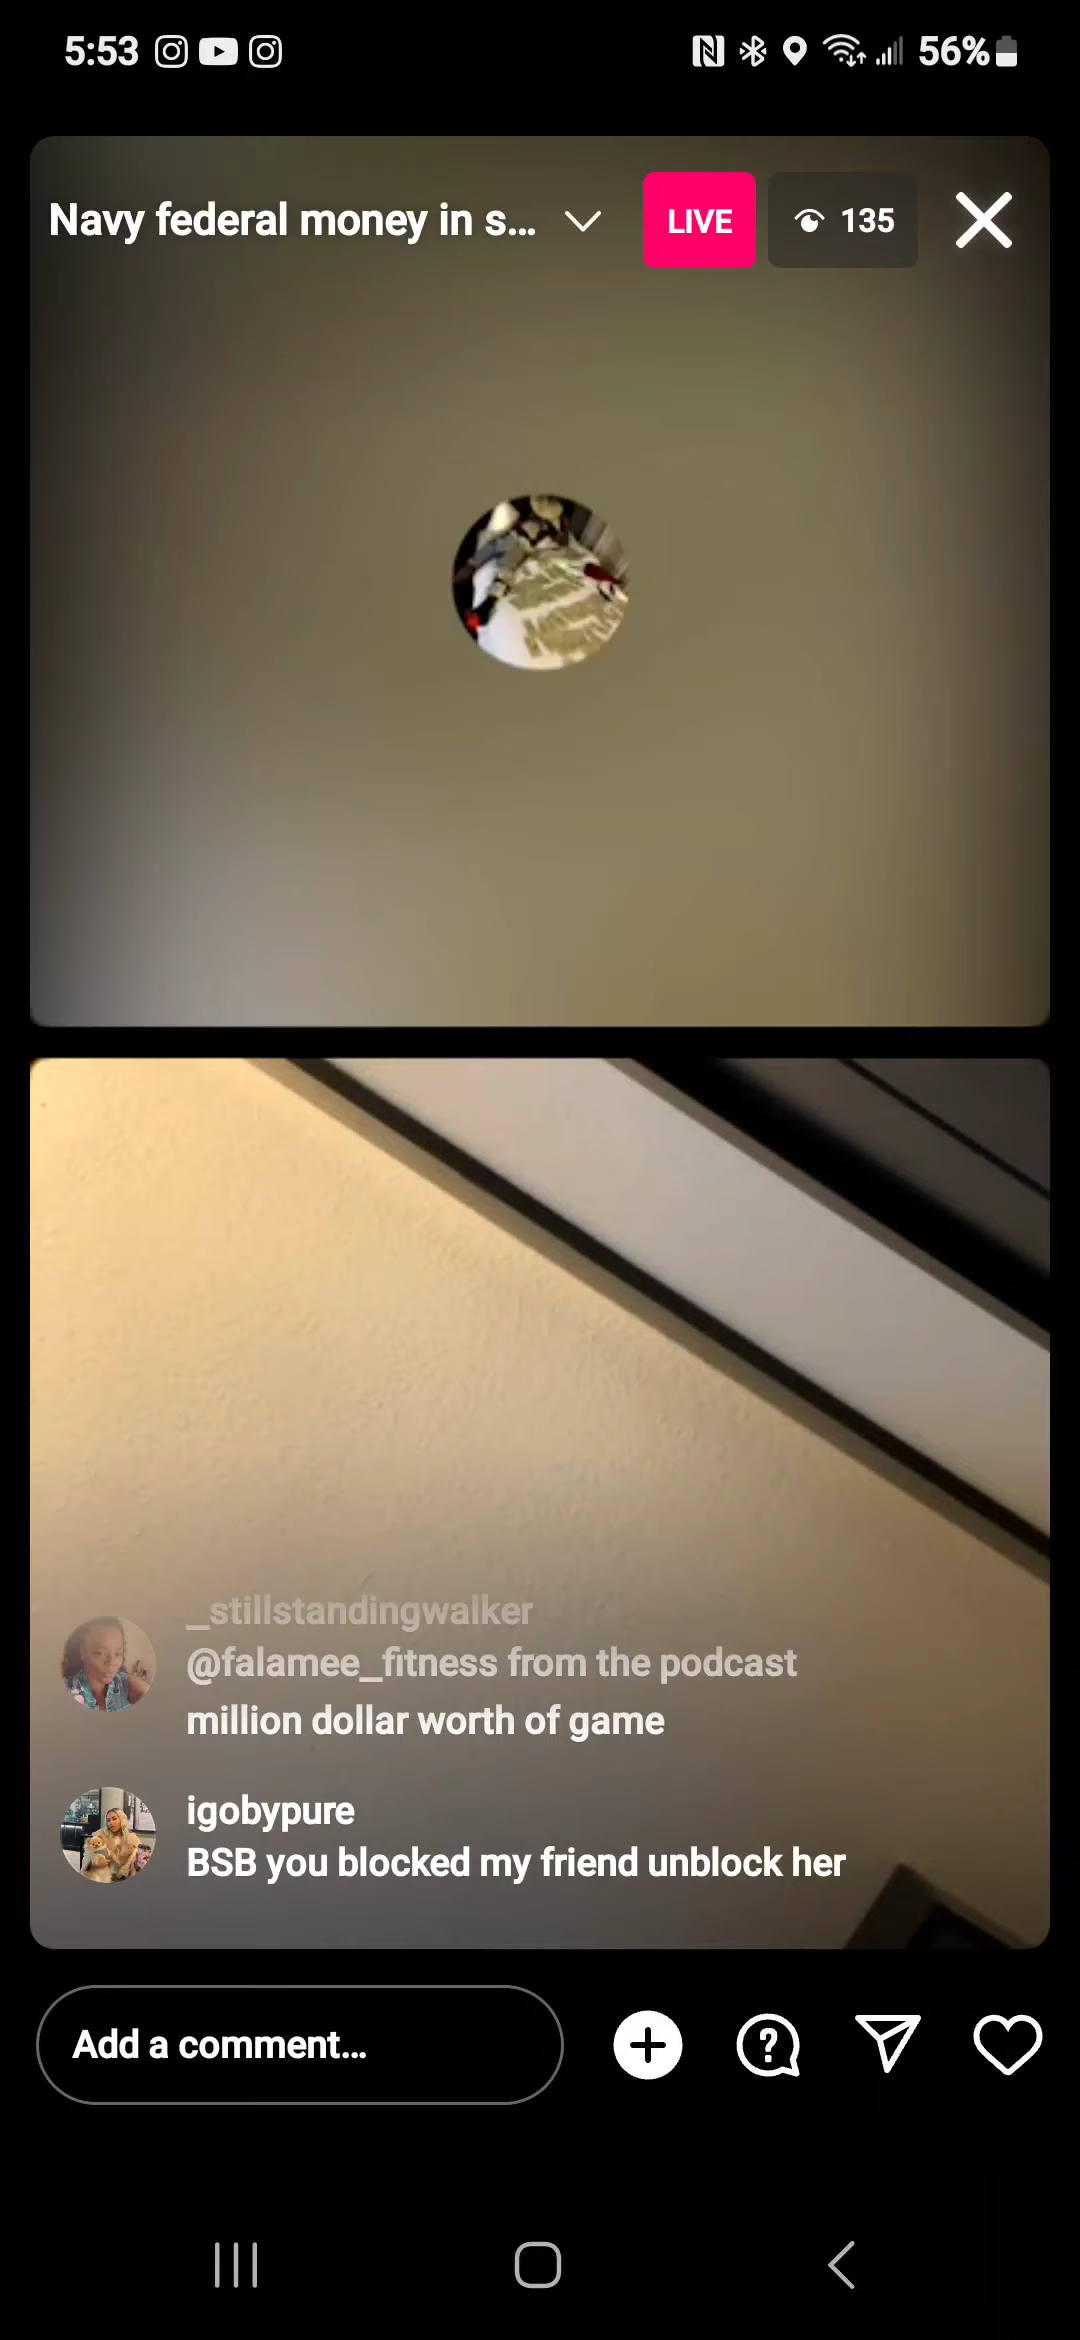 5:53
56%
Navy federal money in s...
LIVE
135
_stillstandingwalker
@falamee_fitness from the podcast
million dollar worth of game
igobypure
BSB you blocked my friend unblock her
Add a comment...